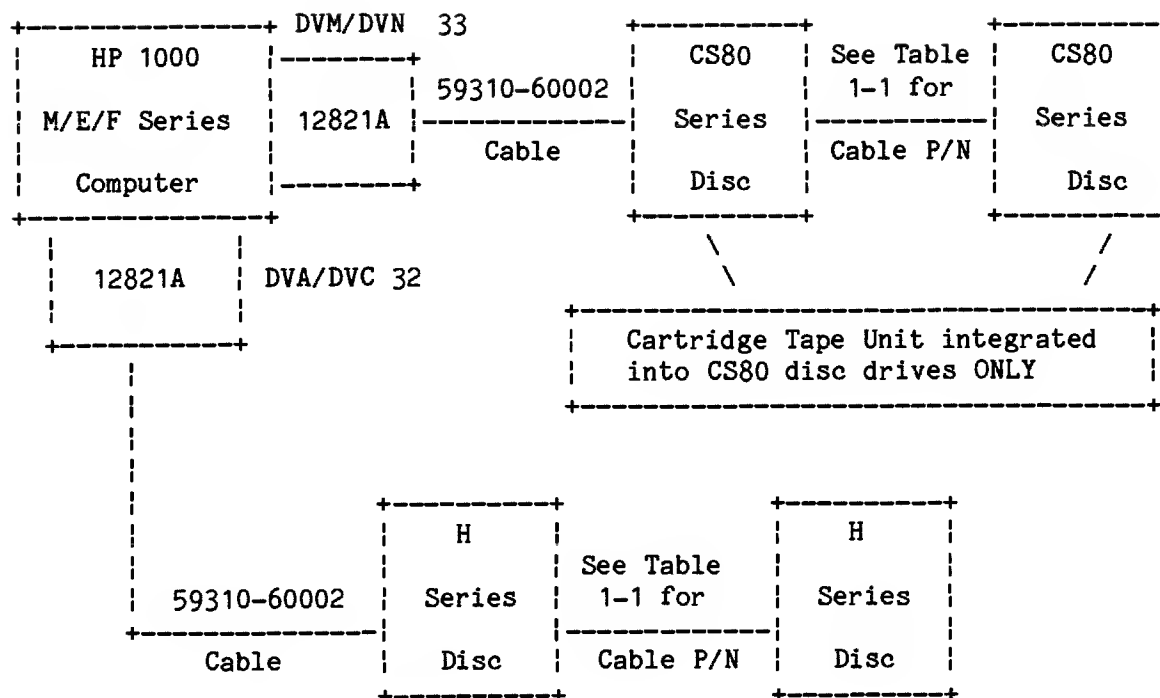 DVM/DVN 33
HP 1000
M/E/F Series
Computer
12821A
59310-60002
Cable
CS80
Series
Disc
See Table
1-1 for
Cable P/N
CS80
Series
Disc
12821A
DVA/DVC 32
Cartridge Tape Unit integrated
into CS80 disc drives ONLY
59310-60002
Cable
H
Series
Disc
See Table
1-1 for
Cable P/N
H
Series
Disc